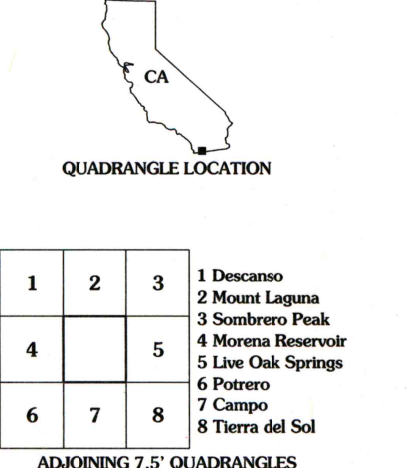 CA
QUADRANGLE LOCATION
1 2 3
4 5
6 7 8
1 Descanso
2 Mount Laguna
3 Sombrero Peak
4 Morena Reservoir
5 Live Oak Springs
6 Potrero
7 Campo
8 Tierra del Sol
ADJOINING 7.5' QUADRANGLES